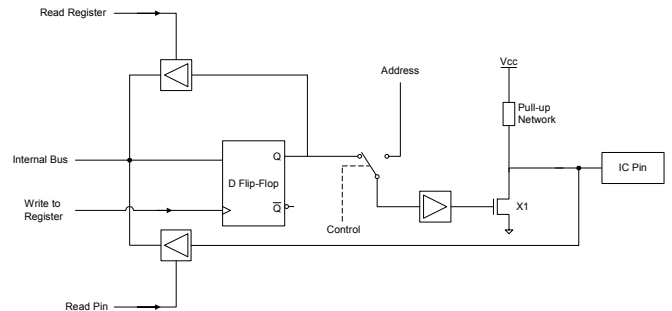 Read Register
Address
Vcc
Pull-up
Network
Internal Bus
Q
D Flip-Flop
IC Pin
Write to
Register
Q
X1
Control
Read Pin